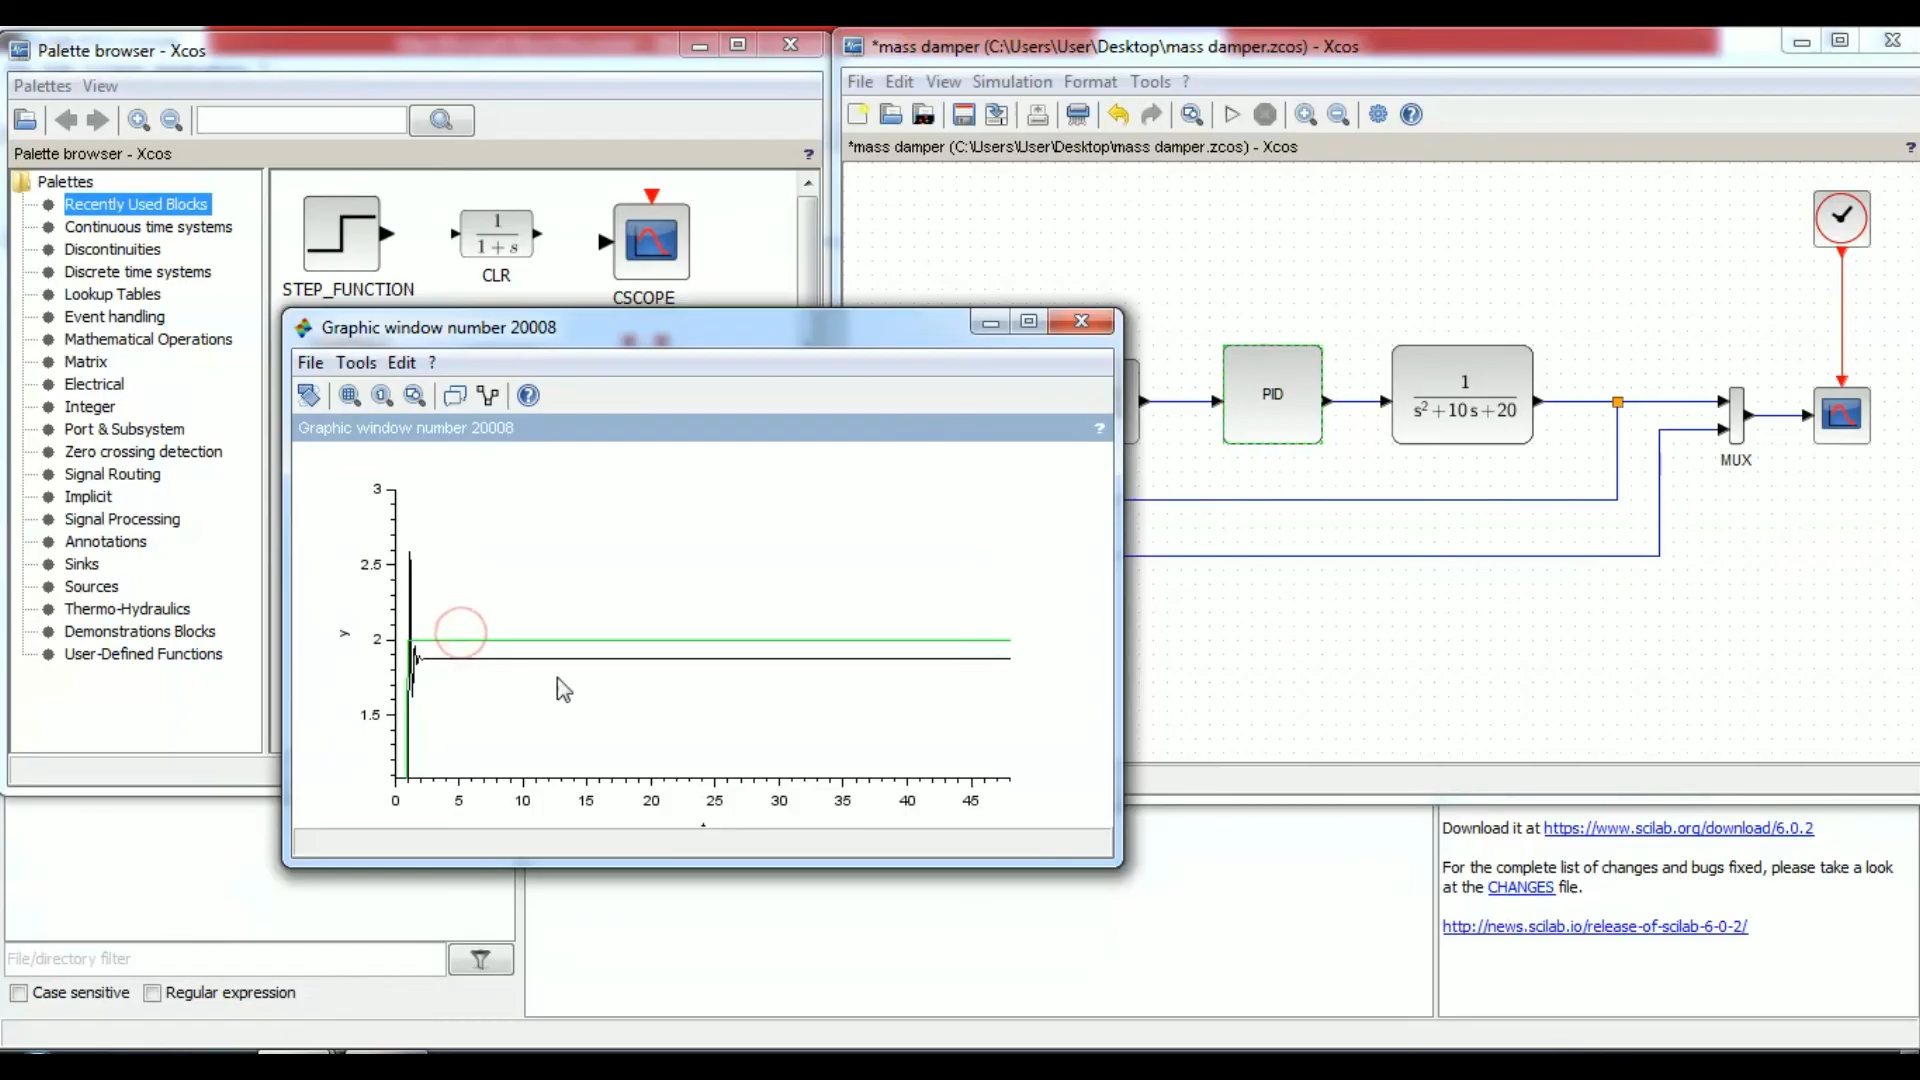 Palette browser - Xcos
Palettes View
Palette browser - Xcos ?
Palettes
Recently Used Blocks
Continuous time systems
Discontinuities
Discrete time systems
Lookup Tables
Event handling
Mathematical Operations
Matrix
Electrical
Integer
Port & Subsystem
Zero crossing detection
Signal Routing
Implicit
Signal Processing
Annotations
Sinks
Sources
Thermo-Hydraulics
Demonstrations Blocks
User-Defined Functions
STEP_FUNCTION
1
1 + s
CLR
CSCOPE
*mass damper (C:\Users\User\Desktop\mass damper.zcos) - Xcos
File Edit View Simulation Format Tools ?
*mass damper (C:\Users\User\Desktop\mass damper.zcos) - Xcos ?
PID
1
s²+10s+20
MUX
Graphic window number 20008
File Tools Edit ?
Graphic window number 20008 ?
3
2.5
2
1.5
y
0 5 10 15 20 25 30 35 40 45
File/directory filter
Case sensitive Regular expression
Download it at https://www.scilab.org/download/6.0.2
For the complete list of changes and bugs fixed, please take a look
at the CHANGES file.
http://news.scilab.io/release-of-scilab-6-0-2/